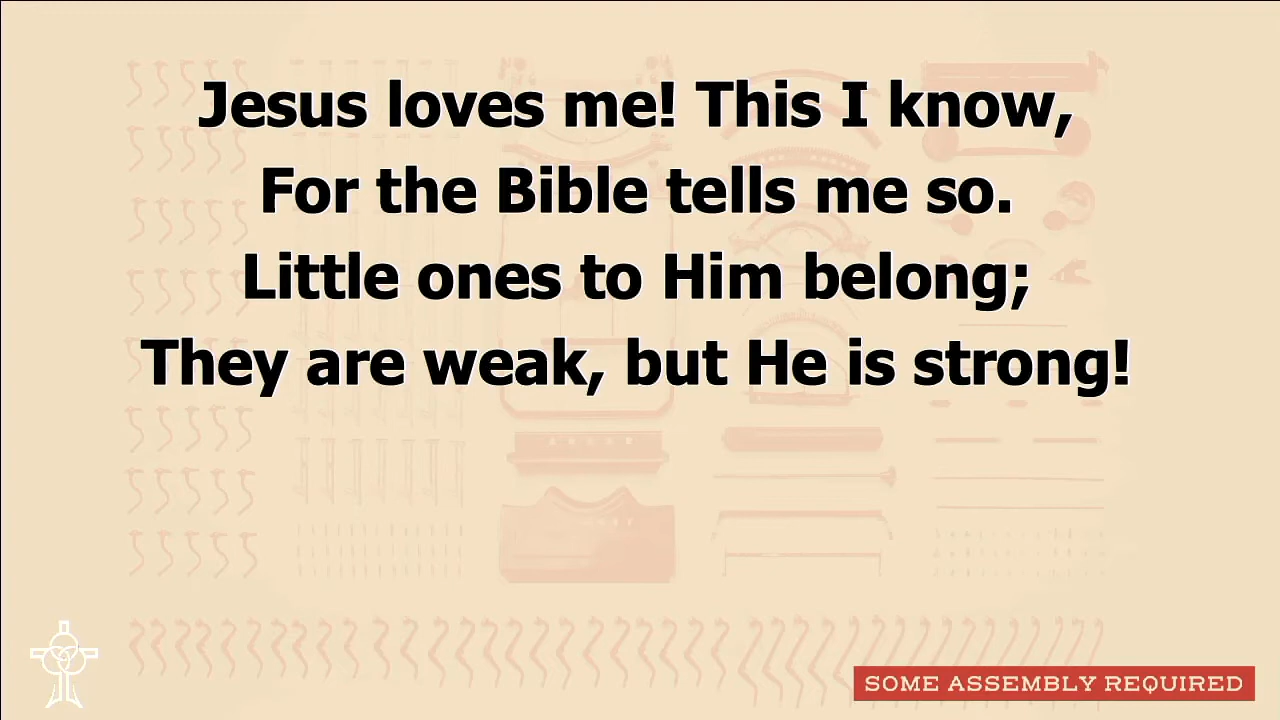 Jesus loves me! This I know,
For the Bible tells me so.
Little ones to Him belong;
They are weak, but He is strong!
SOME ASSEMBLY REQUIRED